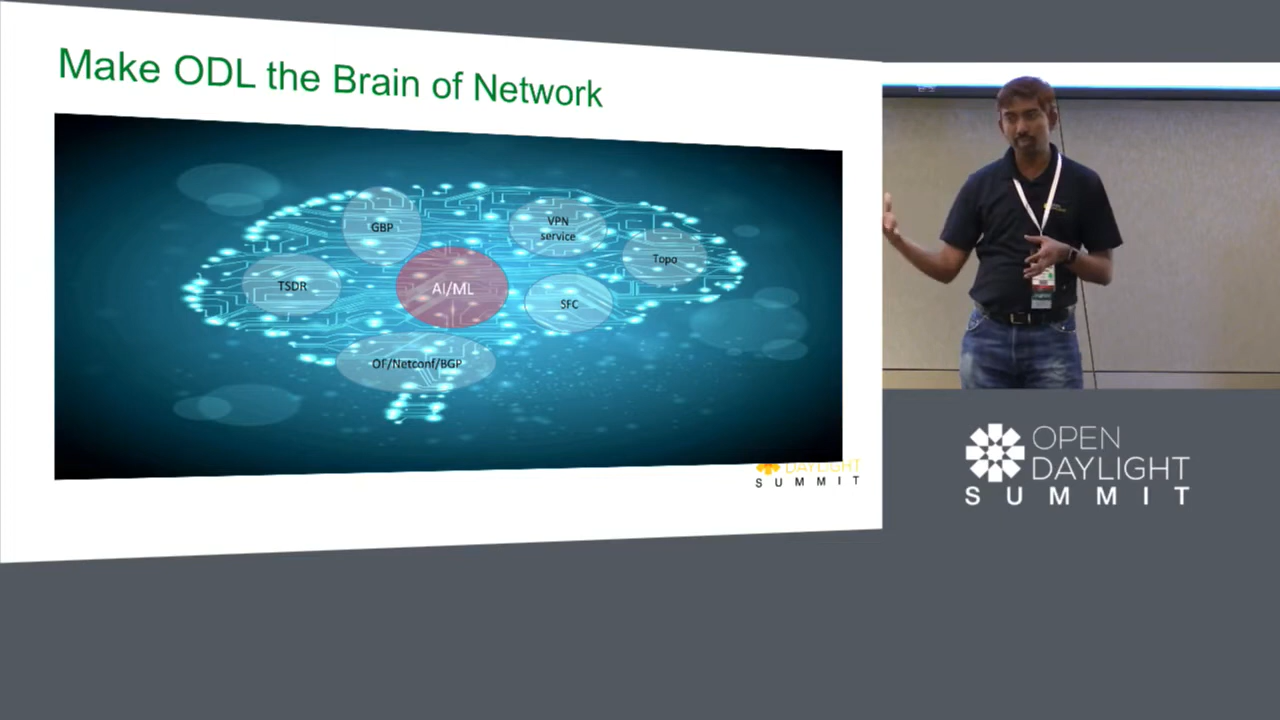 Make ODL the Brain of Network
GBP
VPN
service
Topo
TSDR
AI/ML
SFC
OF/Netconf/BGP
DAYLIGHT
SUMMIT
OPEN
DAYLIGHT
SUMMIT